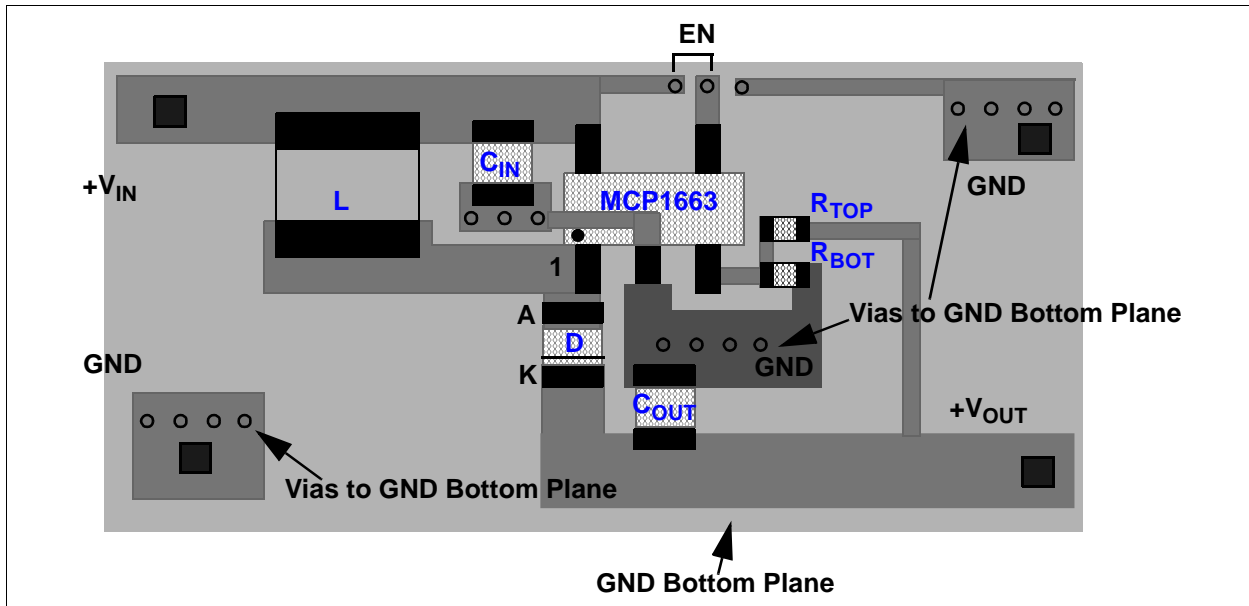 EN
+VIN
L
CIN
MCP1663
GND
RTOP
RBOT
1
A
D
K
Vias to GND Bottom Plane
GND
GND
COUT
+VOUT
Vias to GND Bottom Plane
GND Bottom Plane